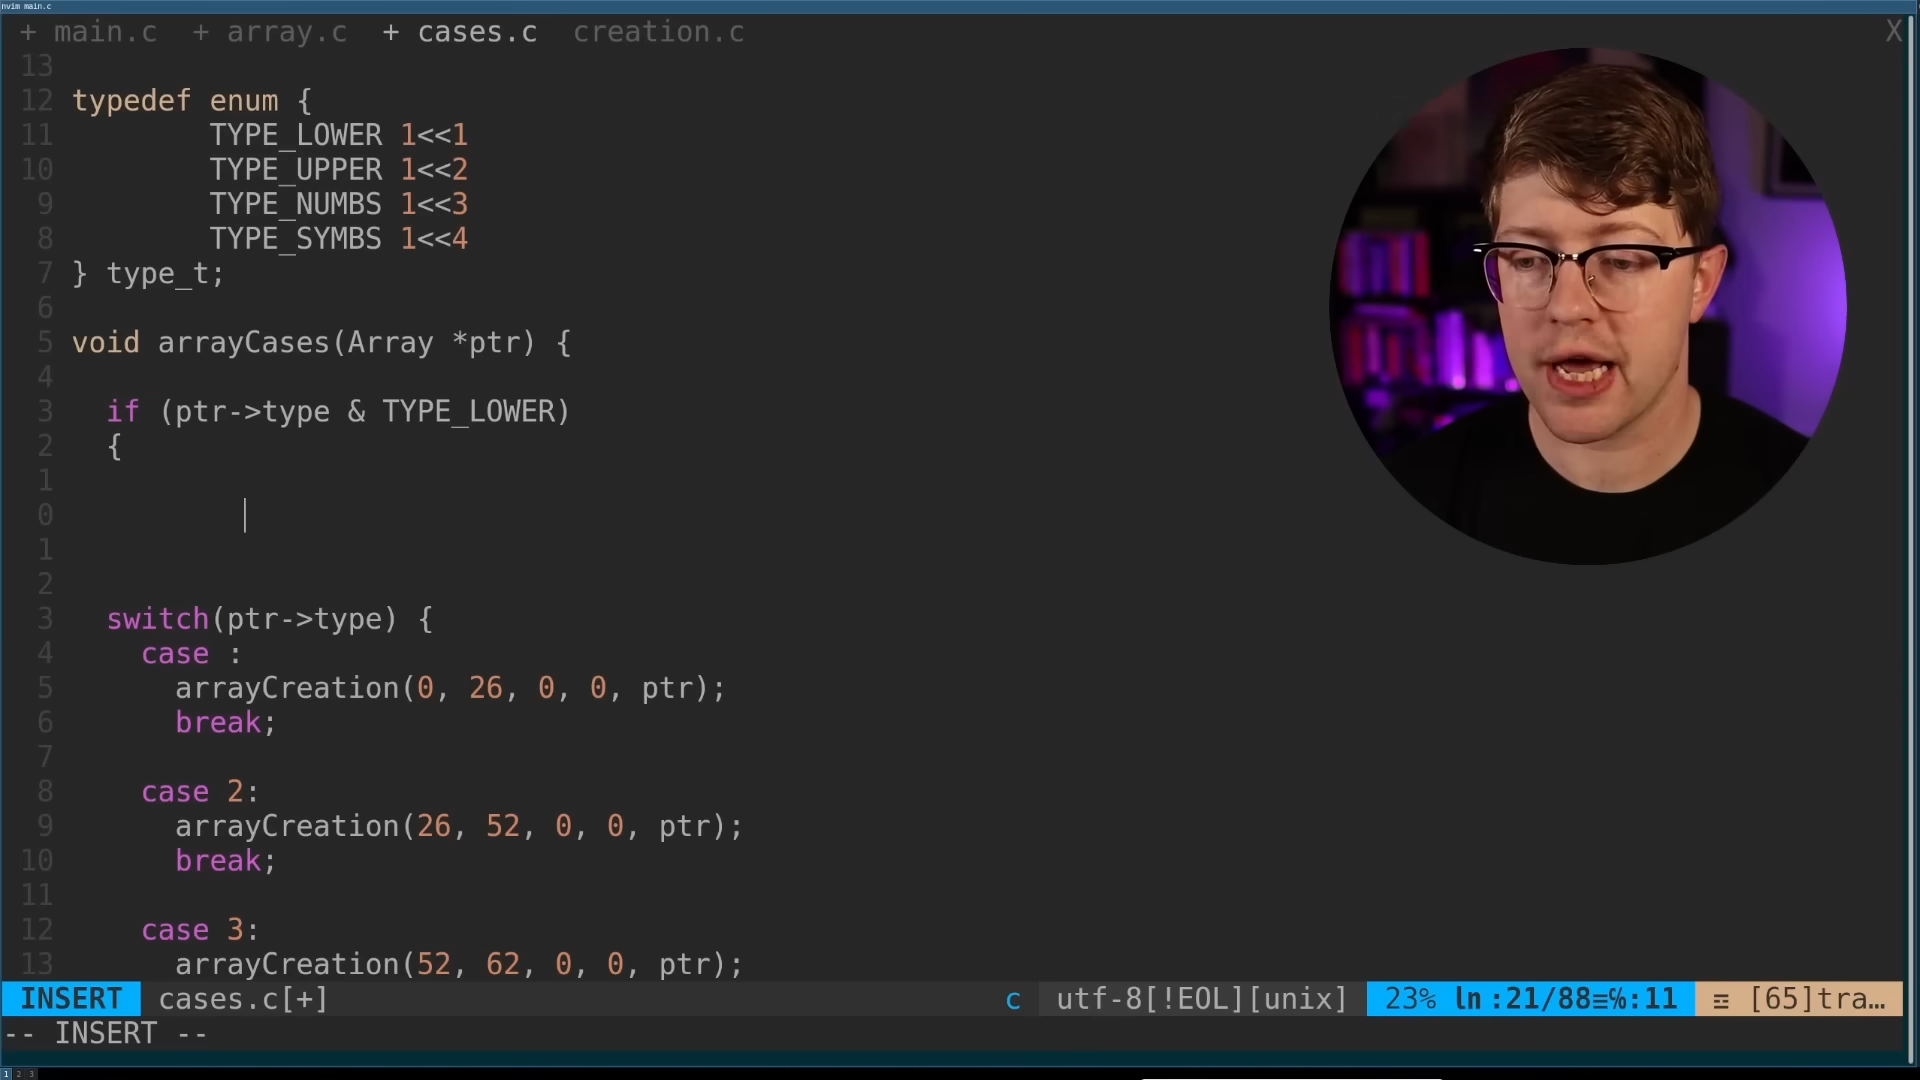 nvim main.c
+ main.c + array.c + cases.c creation.c X
13
12 typedef enum {
11 TYPE_LOWER 1<<1
10 TYPE_UPPER 1<<2
9 TYPE_NUMBS 1<<3
8 TYPE_SYMBS 1<<4
7 } type_t;
6
5 void arrayCases(Array *ptr) {
4
3 if (ptr->type & TYPE_LOWER)
2 {
1
0
1
2
3 switch(ptr->type) {
4 case :
5 arrayCreation(0, 26, 0, 0, ptr);
6 break;
7
8 case 2:
9 arrayCreation(26, 52, 0, 0, ptr);
10 break;
11
12 case 3:
13 arrayCreation(52, 62, 0, 0, ptr);
INSERT cases.c[+] c utf-8[!EOL][unix] 23% ln :21/88≡℅:11 ☲ [65]tra…
-- INSERT --
1 2 3